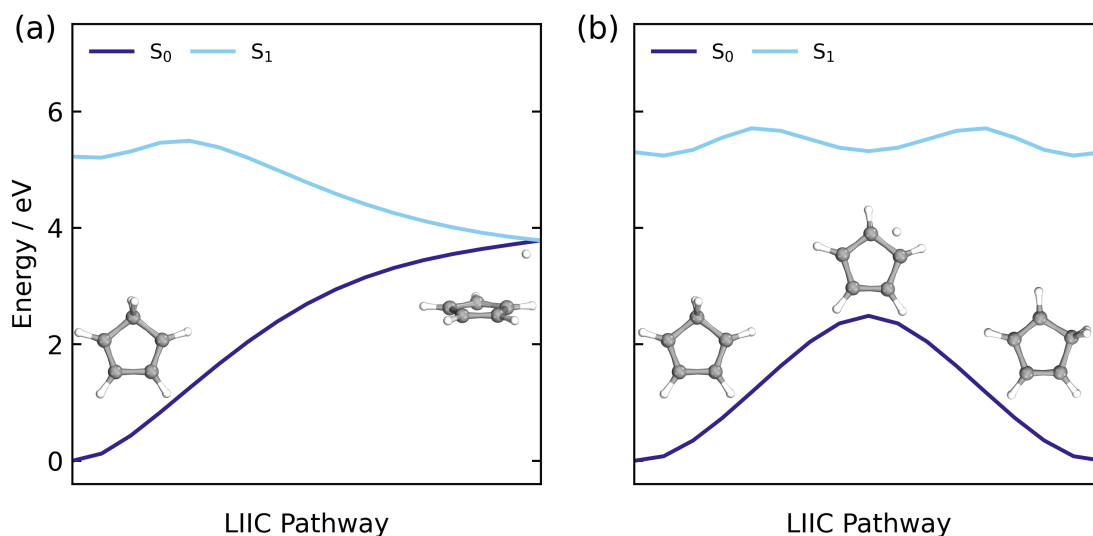 (a)
S₀ S₁
Energy / eV
6
4
2
0
LIIC Pathway
(b)
S₀ S₁
LIIC Pathway